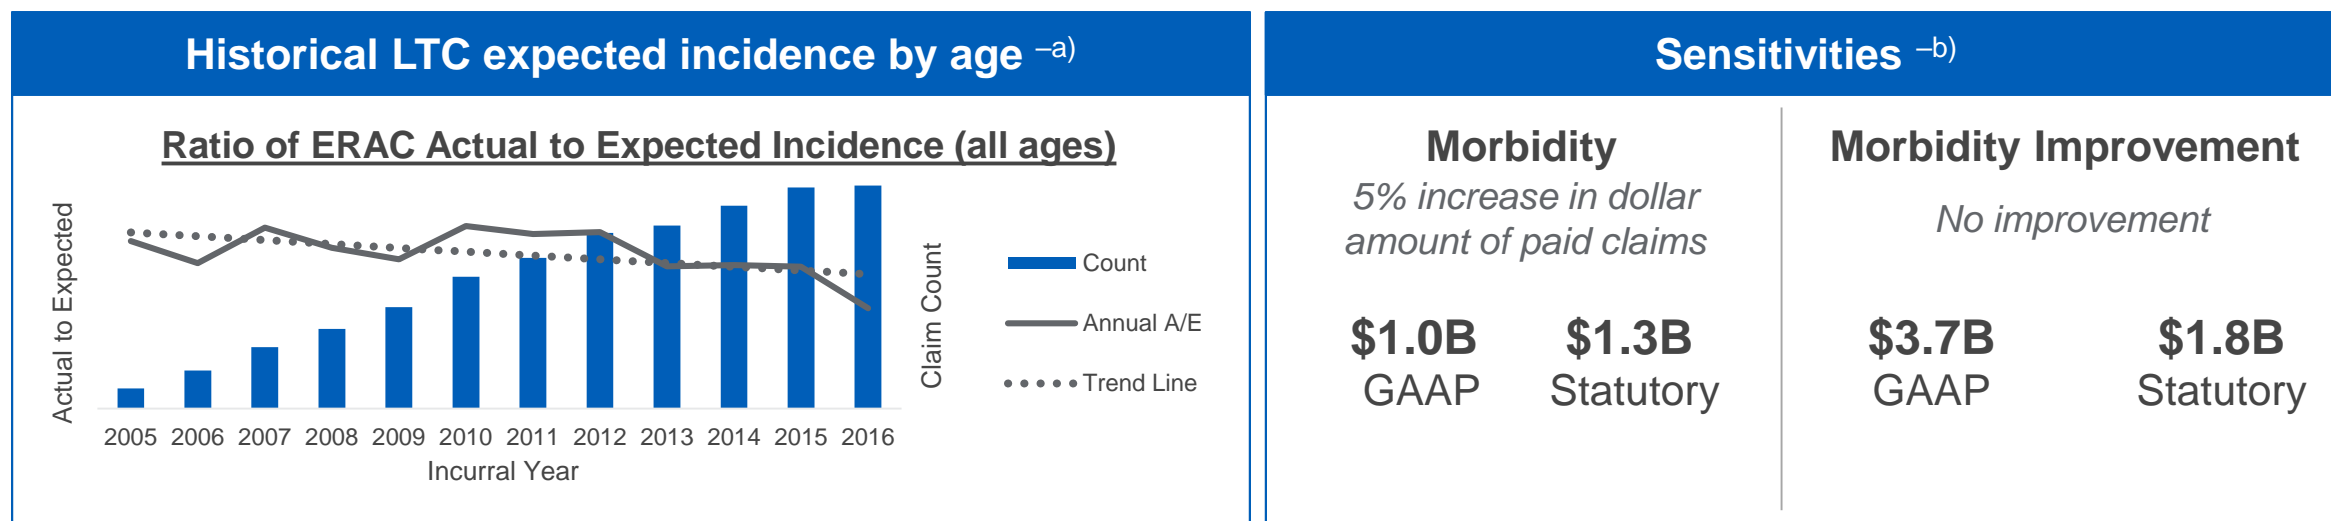 Historical LTC expected incidence by age –a)
Ratio of ERAC Actual to Expected Incidence (all ages)
Actual to Expected
Claim Count
Count
Annual A/E
Trend Line
2005 2006 2007 2008 2009 2010 2011 2012 2013 2014 2015 2016
Incurral Year
Sensitivities –b)
Morbidity
5% increase in dollar
amount of paid claims
$1.0B $1.3B
GAAP Statutory
Morbidity Improvement
No improvement
$3.7B $1.8B
GAAP Statutory